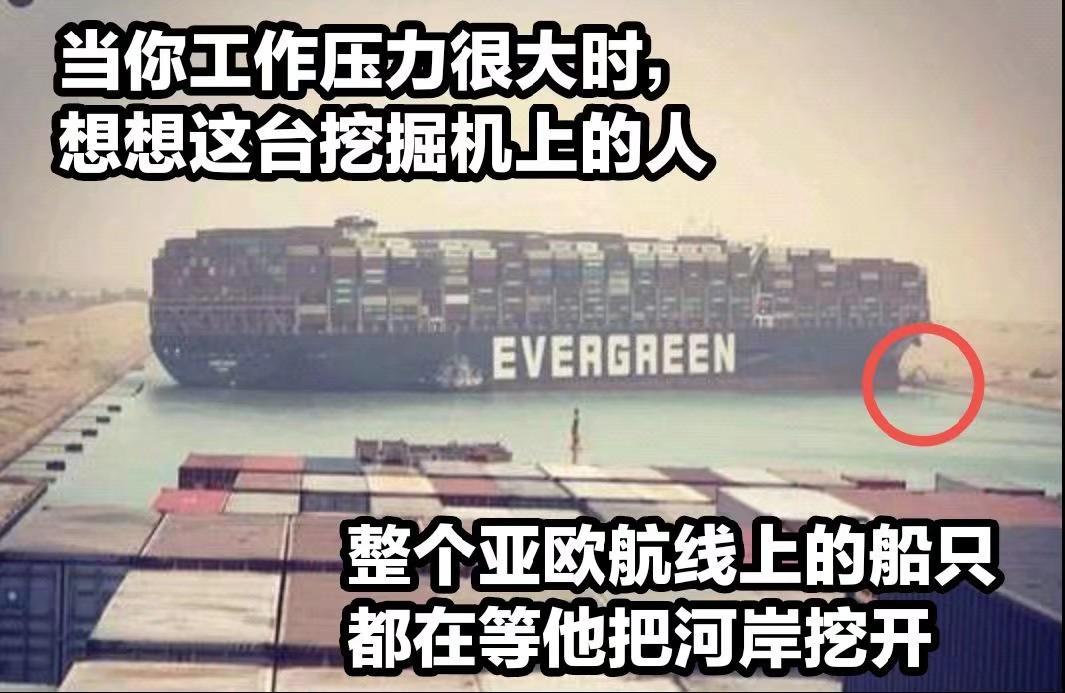 当你工作压力很大时，
想想这台挖掘机上的人
EVERGREEN
整个亚欧航线上的船只
都在等他把河岸挖开